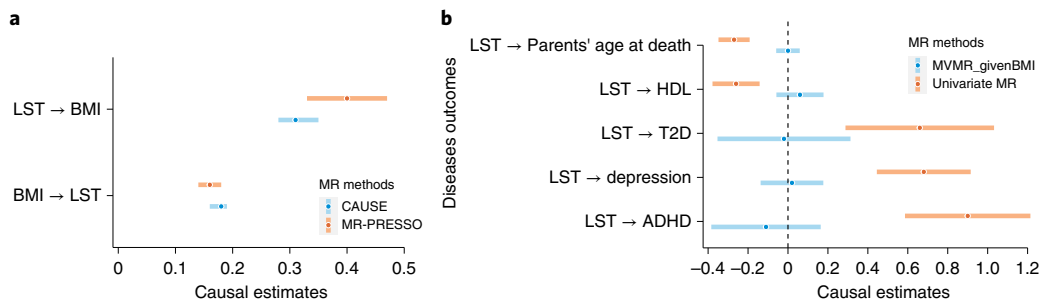 a
LST → BMI
BMI → LST
MR methods
CAUSE
MR-PRESSO
0 0.1 0.2 0.3 0.4 0.5
Causal estimates
b
Diseases outcomes
LST → Parents' age at death
LST → HDL
LST → T2D
LST → depression
LST → ADHD
MR methods
MVMR_givenBMI
Univariate MR
−0.4 −0.2 0 0.2 0.4 0.6 0.8 1.0 1.2
Causal estimates